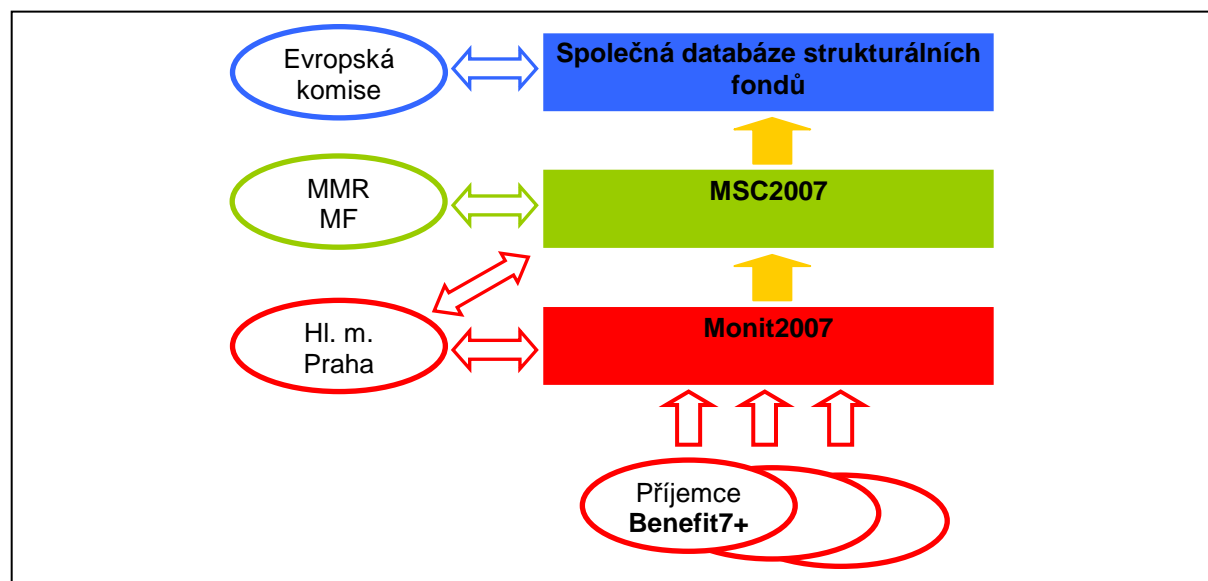 Evropská
komise
Společná databáze strukturálních
fondů
MMR
MF
MSC2007
Hl. m.
Praha
Monit2007
Příjemce
Benefit7+